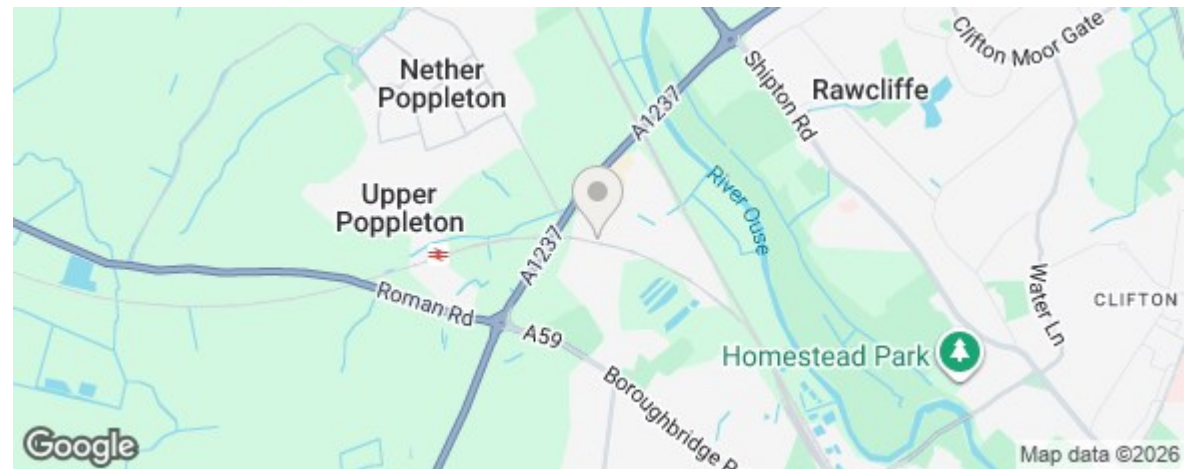 Nether
Poppleton
Upper
Poppleton
A1237
A1237
Roman Rd
A59
Boroughbridge
Shipton Rd
Rawcliffe
Clifton Moor Gate
River Ouse
Water Ln
CLIFTON
Homestead Park
Google
Map data ©2026